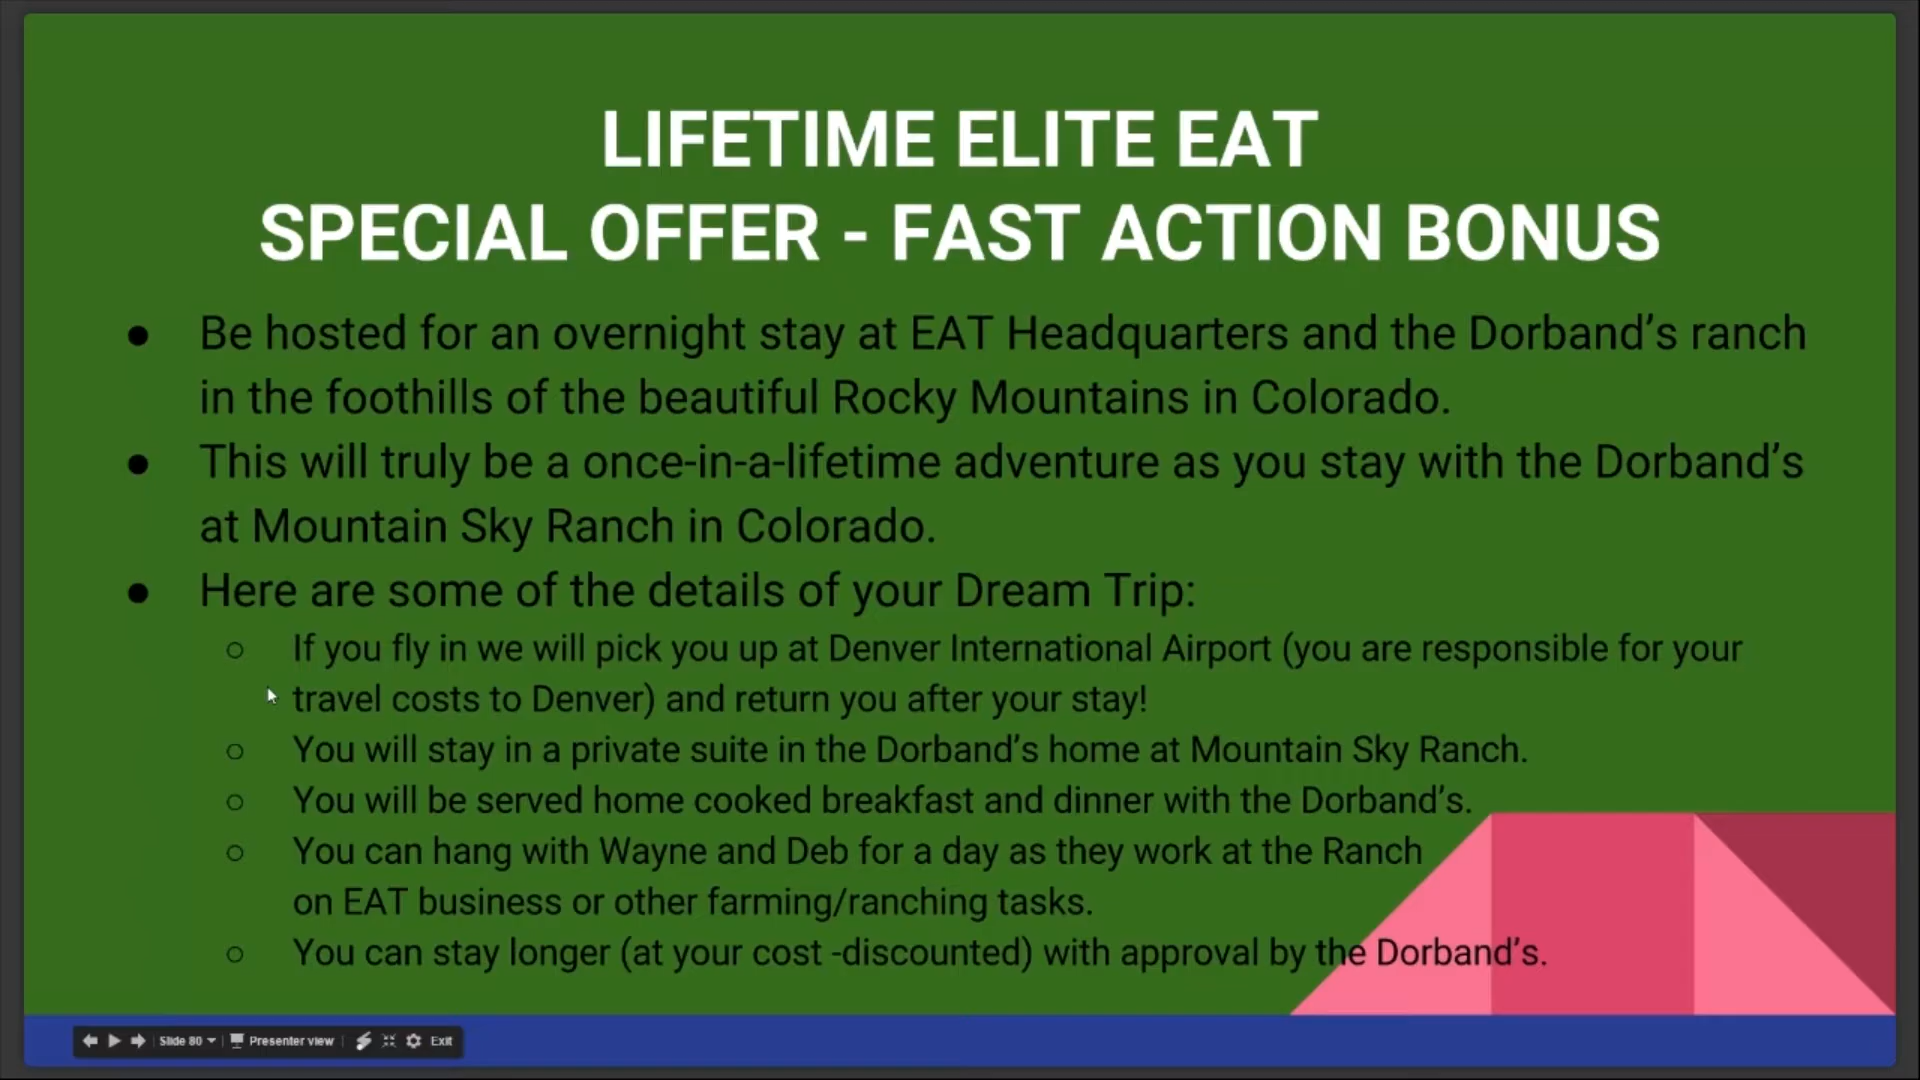 LIFETIME ELITE EAT
SPECIAL OFFER - FAST ACTION BONUS
● Be hosted for an overnight stay at EAT Headquarters and the Dorband’s ranch
in the foothills of the beautiful Rocky Mountains in Colorado.
● This will truly be a once-in-a-lifetime adventure as you stay with the Dorband’s
at Mountain Sky Ranch in Colorado.
● Here are some of the details of your Dream Trip:
○ If you fly in we will pick you up at Denver International Airport (you are responsible for your
travel costs to Denver) and return you after your stay!
○ You will stay in a private suite in the Dorband’s home at Mountain Sky Ranch.
○ You will be served home cooked breakfast and dinner with the Dorband’s.
○ You can hang with Wayne and Deb for a day as they work at the Ranch
on EAT business or other farming/ranching tasks.
○ You can stay longer (at your cost -discounted) with approval by the Dorband’s.
Slide 80 Presenter view Exit